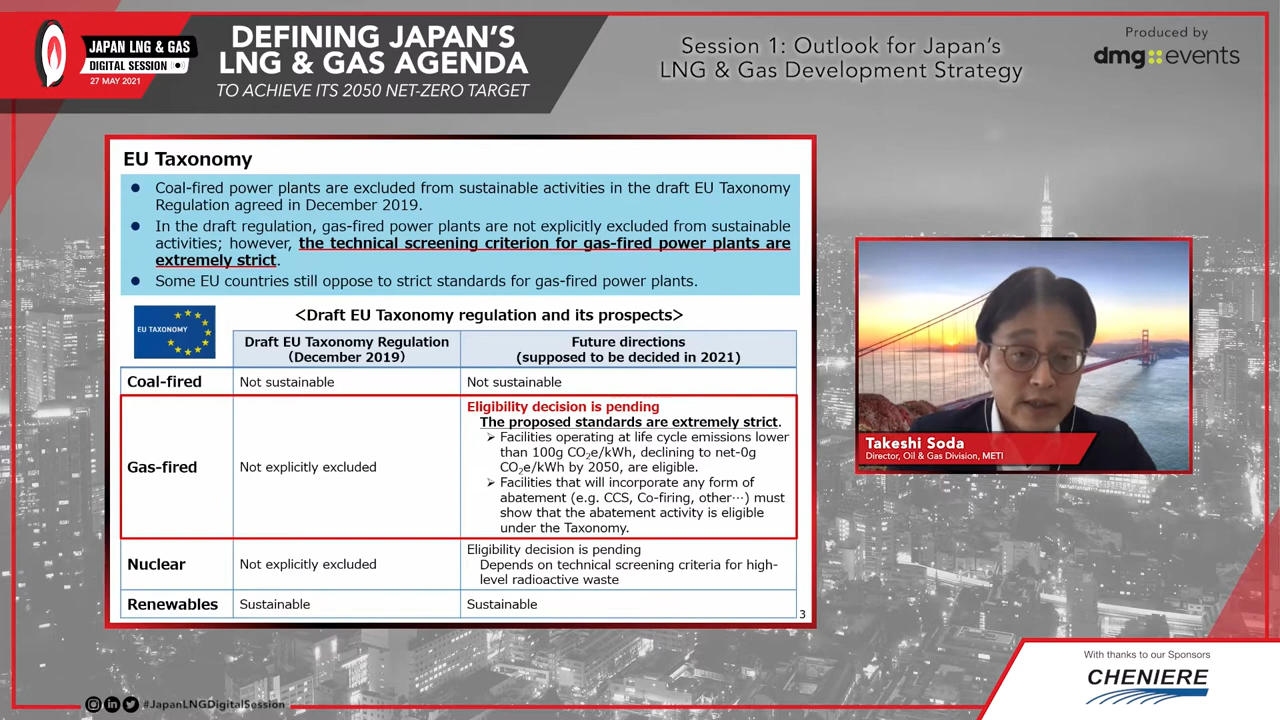 JAPAN LNG & GAS
DIGITAL SESSION
27 MAY 2021
DEFINING JAPAN'S
LNG & GAS AGENDA
TO ACHIEVE ITS 2050 NET-ZERO TARGET
Session 1: Outlook for Japan's
LNG & Gas Development Strategy
Produced by
dmg events
EU Taxonomy
● Coal-fired power plants are excluded from sustainable activities in the draft EU Taxonomy
Regulation agreed in December 2019.
● In the draft regulation, gas-fired power plants are not explicitly excluded from sustainable
activities; however, the technical screening criterion for gas-fired power plants are
extremely strict.
● Some EU countries still oppose to strict standards for gas-fired power plants.
EU TAXONOMY
<Draft EU Taxonomy regulation and its prospects>
Draft EU Taxonomy Regulation
(December 2019)
Future directions
(supposed to be decided in 2021)
Coal-fired
Not sustainable
Not sustainable
Gas-fired
Not explicitly excluded
Eligibility decision is pending
The proposed standards are extremely strict.
➢ Facilities operating at life cycle emissions lower
than 100g CO₂e/kWh, declining to net-0g
CO₂e/kWh by 2050, are eligible.
➢ Facilities that will incorporate any form of
abatement (e.g. CCS, Co-firing, other…) must
show that the abatement activity is eligible
under the Taxonomy.
Nuclear
Not explicitly excluded
Eligibility decision is pending
Depends on technical screening criteria for high-
level radioactive waste
Renewables
Sustainable
Sustainable
3
Takeshi Soda
Director, Oil & Gas Division, METI
#JapanLNGDigitalSession
With thanks to our Sponsors
CHENIERE